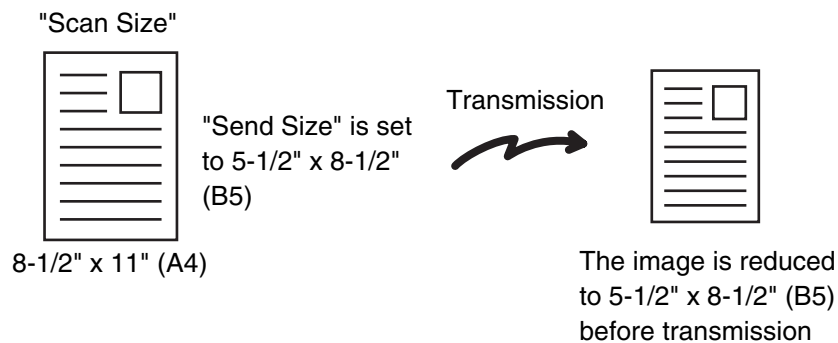 "Scan Size"
8-1/2" x 11" (A4)
"Send Size" is set
to 5-1/2" x 8-1/2"
(B5)
Transmission
The image is reduced
to 5-1/2" x 8-1/2" (B5)
before transmission